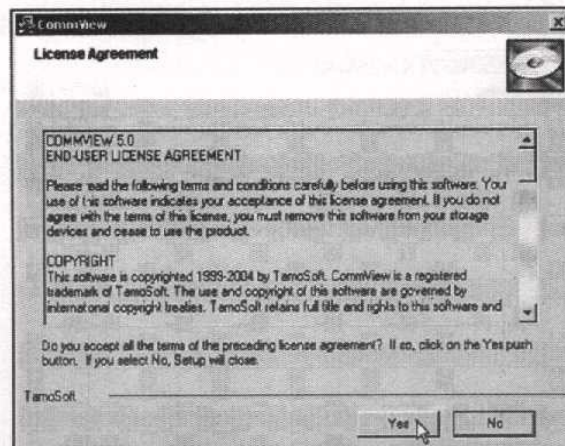 CommView
License Agreement
COMMVIEW 5.0
END-USER LICENSE AGREEMENT
Please read the following terms and conditions carefully before using this software. Your
use of this software indicates your acceptance of this license agreement. If you do not
agree with the terms of this license, you must remove this software from your storage
devices and cease to use the product.
COPYRIGHT
This software is copyrighted 1999-2004 by TamoSoft. CommView is a registered
trademark of TamoSoft. The use and copyright of this software are governed by
international copyright treaties. TamoSoft retains full title and rights to this software and
Do you accept all the terms of the preceding license agreement? If so, click on the Yes push
button. If you select No, Setup will close.
TamoSoft
Yes No